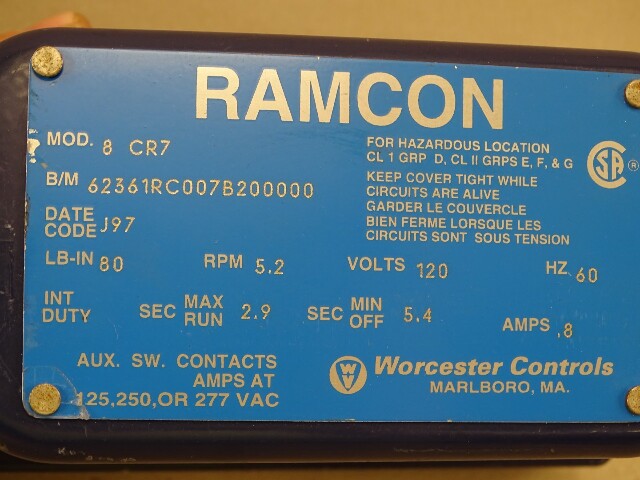 RAMCON
MOD. 8 CR7
B/M 62361RC007B200000
DATE
CODE J97
FOR HAZARDOUS LOCATION
CL 1 GRP D, CL II GRPS E, F, & G
KEEP COVER TIGHT WHILE
CIRCUITS ARE ALIVE
GARDER LE COUVERCLE
BIEN FERME LORSQUE LES
CIRCUITS SONT SOUS TENSION
SA ®
LB-IN 80 RPM 5.2 VOLTS 120 HZ 60
INT
DUTY SEC MAX
RUN 2.9 SEC MIN
OFF 5.4 AMPS .8
AUX. SW. CONTACTS
AMPS AT
125,250,OR 277 VAC
W Worcester Controls
MARLBORO, MA.